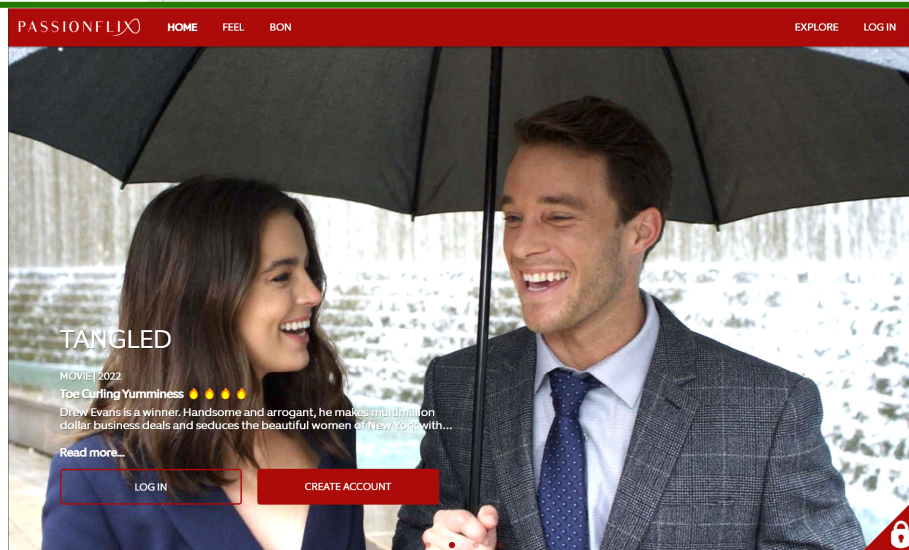 PASSIONFLIX HOME FEEL BON EXPLORE LOG IN
TANGLED
MOVIE | 2022
Toe Curling Yumminess 🔥🔥🔥🔥
Drew Evans is a winner. Handsome and arrogant, he makes multimillion
dollar business deals and seduces the beautiful women of New York with...
Read more...
LOG IN CREATE ACCOUNT